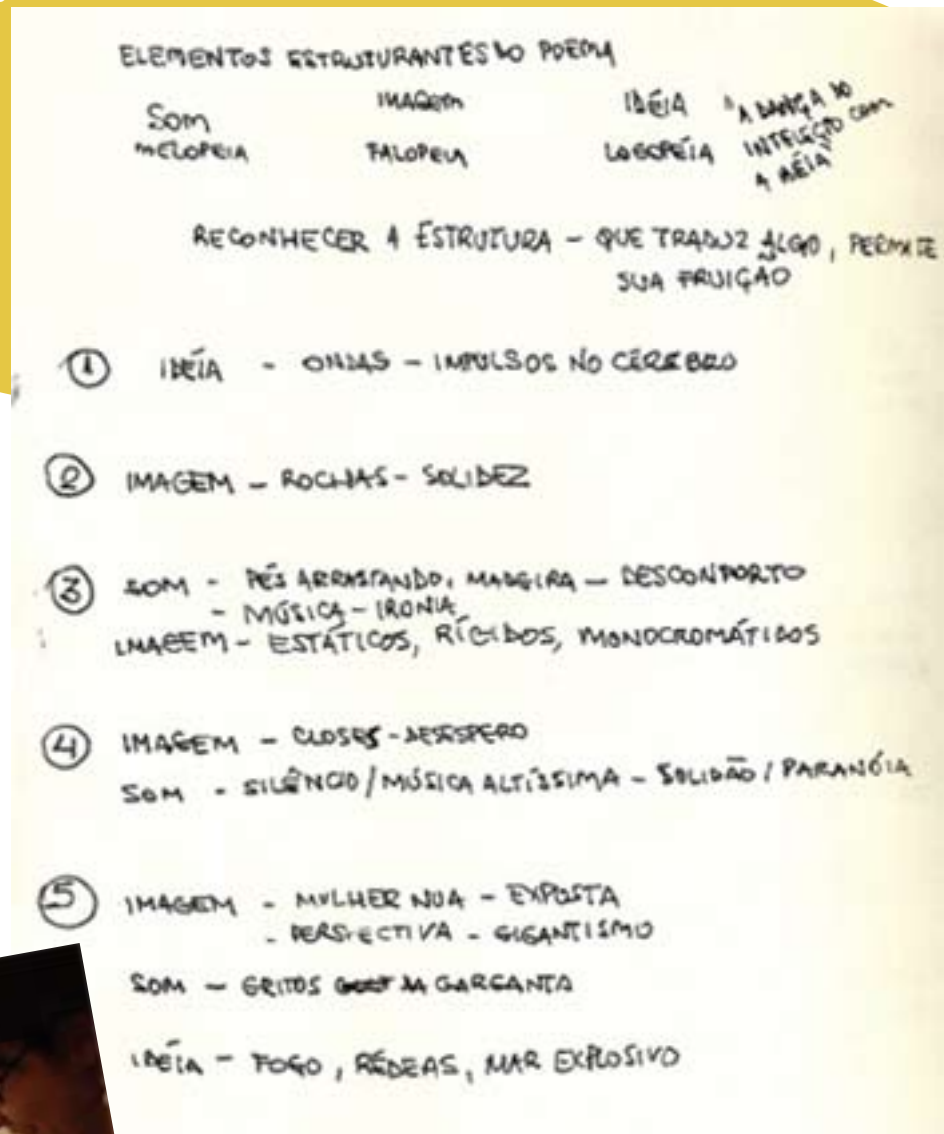 ELEMENTOS ESTRUTURANTES DO POEMA
SOM IMAGEM IDÉIA "A DANÇA DO
MELOPEIA FALOPEIA LOGOPÉIA INTELECTO COM
A IDÉIA"
RECONHECER A ESTRUTURA – QUE TRADUZ ALGO, PERMITE
SUA FRUIÇÃO
1 IDÉIA - ONDAS - IMPULSOS NO CÉREBRO
2 IMAGEM - ROCHAS - SOLIDEZ
3 SOM - PÉS ARRASTANDO, MADEIRA - DESCONFORTO
- MÚSICA - IRONIA
IMAGEM - ESTÁTICOS, RÍGIDOS, MONOCROMÁTICOS
4 IMAGEM - CLOSES - DESESPERO
SOM - SILÊNCIO / MÚSICA ALTÍSSIMA - SOLIDÃO / PARANÓIA
5 IMAGEM - MULHER NUA - EXPOSTA
- PERSPECTIVA - GIGANTISMO
SOM - GRITOS NA GARGANTA
IDÉIA - FOGO, RÉDEAS, MAR EXPLOSIVO